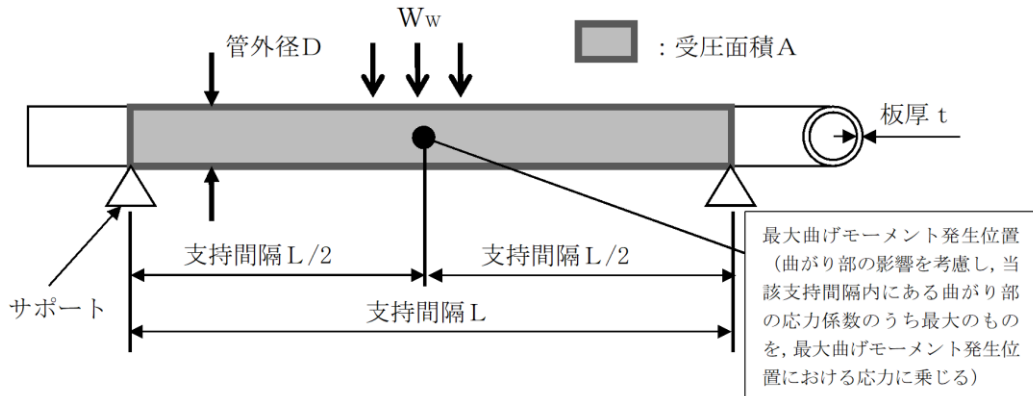 W_W
管外径D
：受圧面積A
板厚 t
支持間隔L/2
支持間隔L/2
サポート
支持間隔L
最大曲げモーメント発生位置
（曲がり部の影響を考慮し，当
該支持間隔内にある曲がり部
の応力係数のうち最大のもの
を，最大曲げモーメント発生位
置における応力に乗じる）